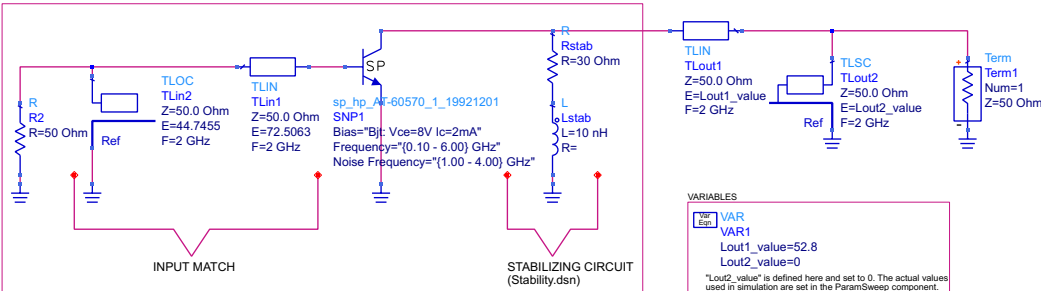 R
R2
R=50 Ohm
TLOC
TLin2
Z=50.0 Ohm
E=44.7455
F=2 GHz
Ref
TLIN
TLin1
Z=50.0 Ohm
E=72.5063
F=2 GHz
SP
sp_hp_AT-60570_1_19921201
SNP1
Bias="Bjt: Vce=8V Ic=2mA"
Frequency="{0.10 - 6.00} GHz"
Noise Frequency="{1.00 - 4.00} GHz"
R
Rstab
R=30 Ohm
L
Lstab
L=10 nH
R=
INPUT MATCH
STABILIZING CIRCUIT
(Stability.dsn)
TLIN
TLout1
Z=50.0 Ohm
E=Lout1_value
F=2 GHz
TLSC
TLout2
Z=50.0 Ohm
E=Lout2_value
F=2 GHz
Ref
+
Term
Term1
Num=1
Z=50 Ohm
-
VARIABLES
Var
Eqn
VAR
VAR1
Lout1_value=52.8
Lout2_value=0
"Lout2_value" is defined here and set to 0. The actual values
used in simulation are set in the ParamSweep component.